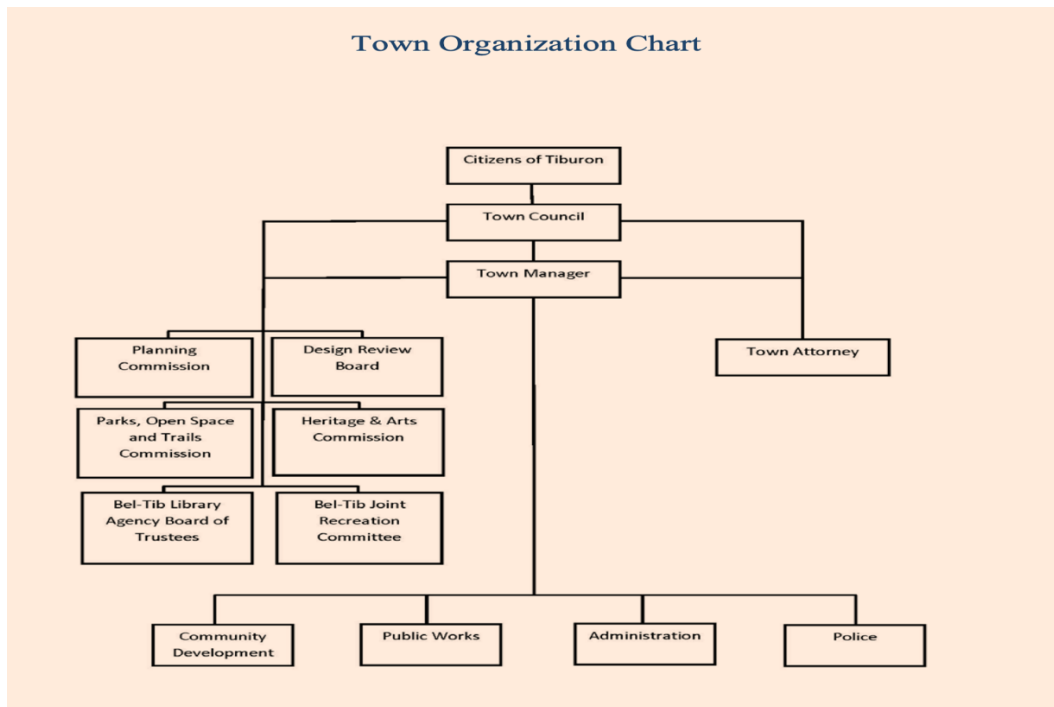 Town Organization Chart
Citizens of Tiburon
Town Council
Town Manager
Planning
Commission
Design Review
Board
Town Attorney
Parks, Open Space
and Trails
Commission
Heritage & Arts
Commission
Bel-Tib Library
Agency Board of
Trustees
Bel-Tib Joint
Recreation
Committee
Community
Development
Public Works
Administration
Police